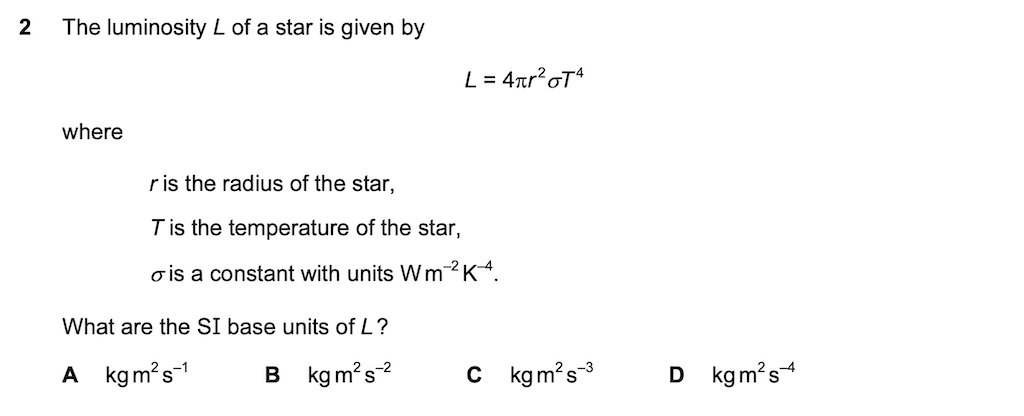 2 The luminosity L of a star is given by
L = 4πr²σT⁴
where
r is the radius of the star,
T is the temperature of the star,
σ is a constant with units W m⁻² K⁻⁴.
What are the SI base units of L?
A kg m² s⁻¹ B kg m² s⁻² C kg m² s⁻³ D kg m² s⁻⁴